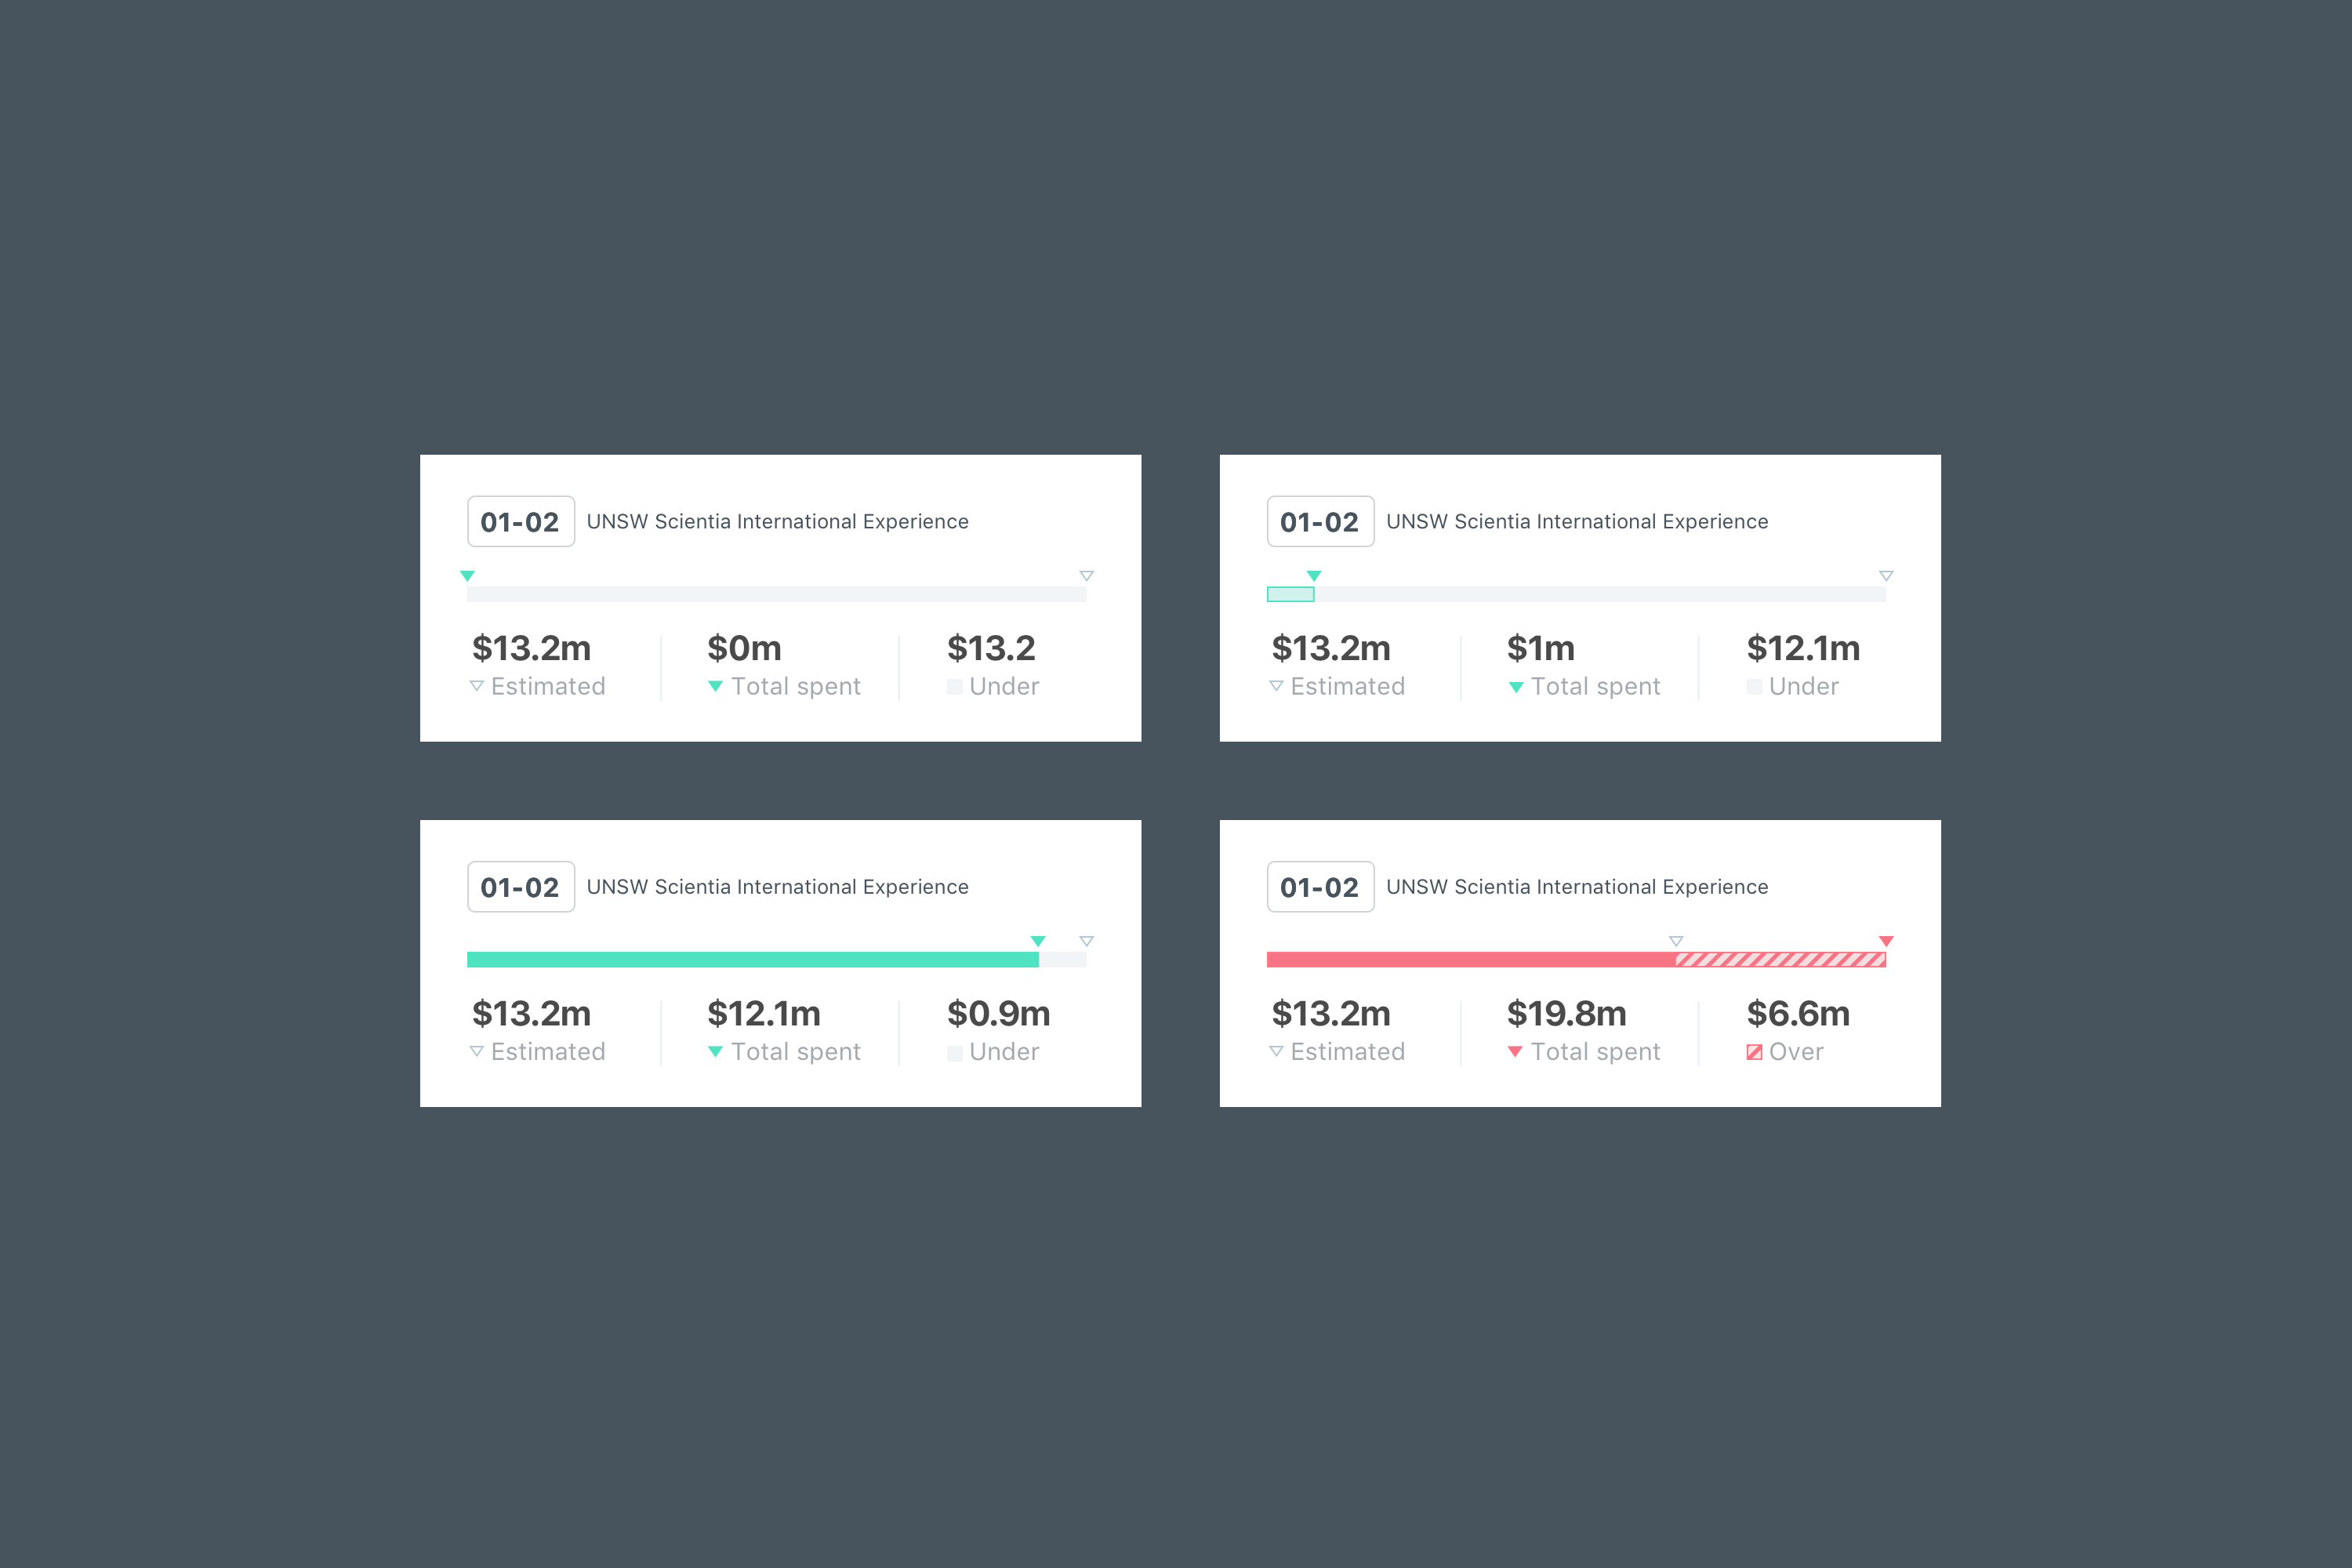 01-02 UNSW Scientia International Experience
$13.2m $0m $13.2
Estimated Total spent Under
01-02 UNSW Scientia International Experience
$13.2m $1m $12.1m
Estimated Total spent Under
01-02 UNSW Scientia International Experience
$13.2m $12.1m $0.9m
Estimated Total spent Under
01-02 UNSW Scientia International Experience
$13.2m $19.8m $6.6m
Estimated Total spent Over